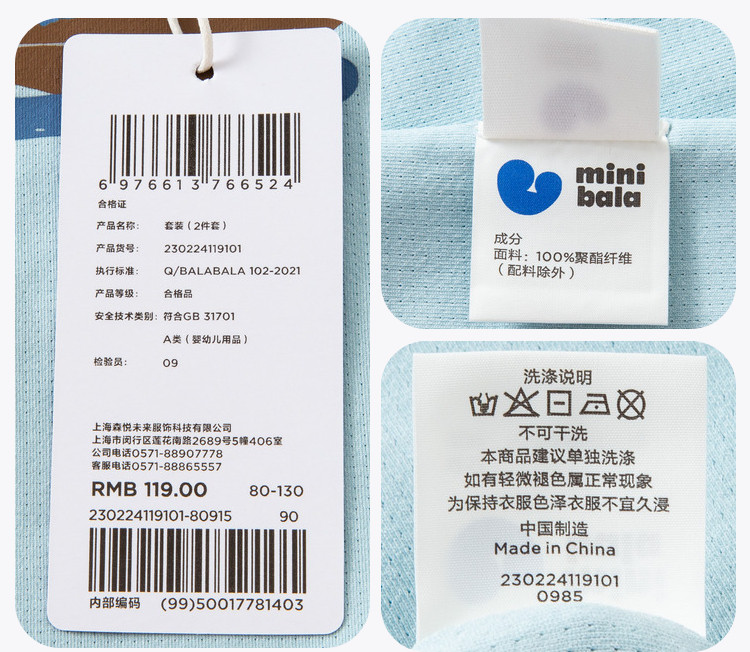 6 976613 766524
合格证
产品名称: 套装（2件套）
产品货号: 230224119101
执行标准: Q/BALABALA 102-2021
产品等级: 合格品
安全技术类别: 符合GB 31701
A类（婴幼儿用品）
检验员: 09
上海森悦未来服饰科技有限公司
上海市闵行区莲花南路2689号5幢406室
公司电话0571-88907778
客服电话0571-88865557
RMB 119.00 80-130
230224119101-80915 90
内部编码 (99)50017781403
mini
bala
成分
面料: 100%聚酯纤维
（配料除外）
洗涤说明
不可干洗
本商品建议单独洗涤
如有轻微褪色属正常现象
为保持衣服色泽衣服不宜久浸
中国制造
Made in China
230224119101
0985